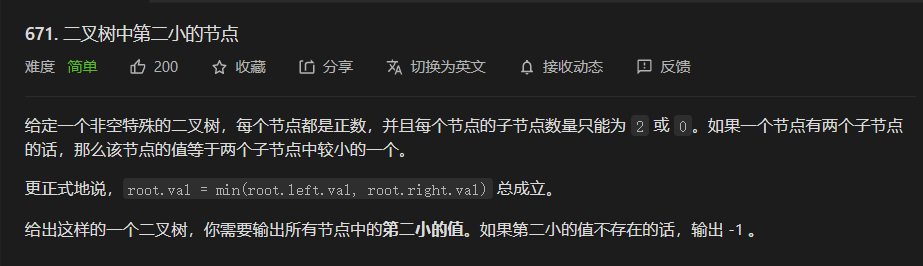 671. 二叉树中第二小的节点
难度 简单 200 收藏 分享 切换为英文 接收动态 反馈
给定一个非空特殊的二叉树，每个节点都是正数，并且每个节点的子节点数量只能为 2 或 0。如果一个节点有两个子节点
的话，那么该节点的值等于两个子节点中较小的一个。
更正式地说，root.val = min(root.left.val, root.right.val) 总成立。
给出这样的一个二叉树，你需要输出所有节点中的第二小的值。如果第二小的值不存在的话，输出 -1 。